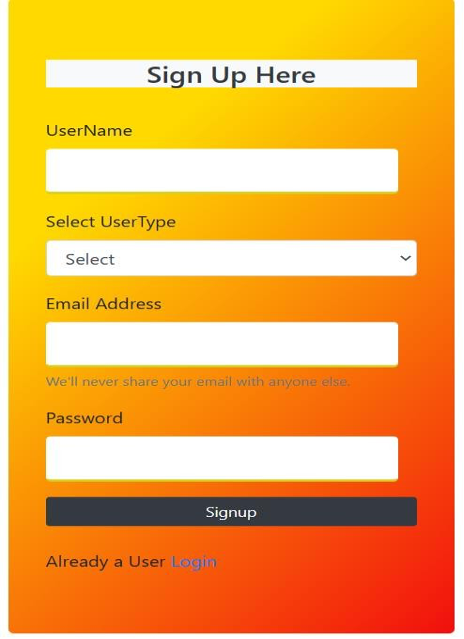 Sign Up Here
UserName
Select UserType
Select
Email Address
We'll never share your email with anyone else.
Password
Signup
Already a User Login